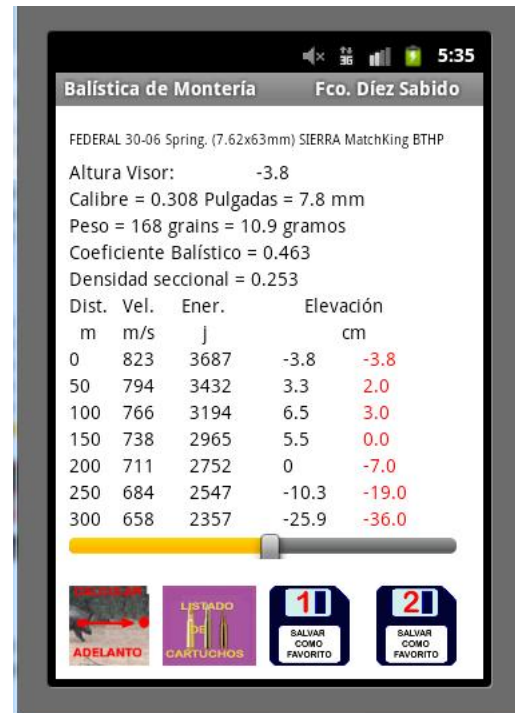 3G 5:35
Balística de Montería Fco. Díez Sabido
FEDERAL 30-06 Spring. (7.62x63mm) SIERRA MatchKing BTHP
Altura Visor: -3.8
Calibre = 0.308 Pulgadas = 7.8 mm
Peso = 168 grains = 10.9 gramos
Coeficiente Balístico = 0.463
Densidad seccional = 0.253
Dist. Vel. Ener. Elevación
m m/s j cm
0 823 3687 -3.8 -3.8
50 794 3432 3.3 2.0
100 766 3194 6.5 3.0
150 738 2965 5.5 0.0
200 711 2752 0 -7.0
250 684 2547 -10.3 -19.0
300 658 2357 -25.9 -36.0
CALCULAR
ADELANTO
LISTADO
DE
CARTUCHOS
1
SALVAR
COMO
FAVORITO
2
SALVAR
COMO
FAVORITO